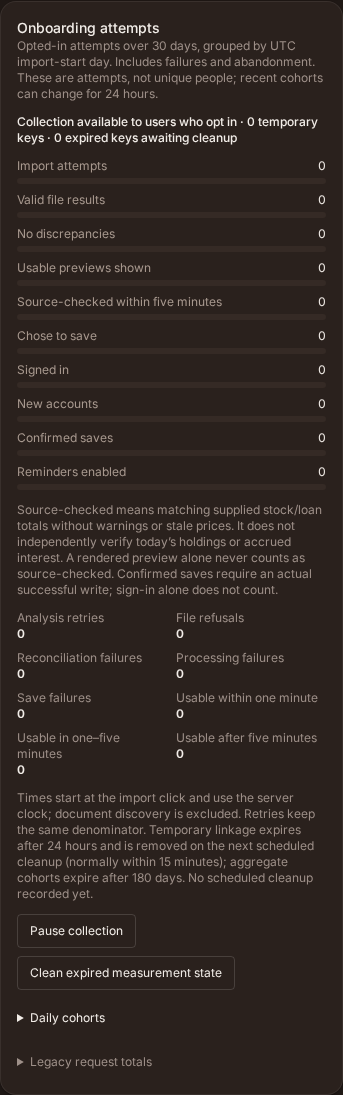 Onboarding attempts
Opted-in attempts over 30 days, grouped by UTC
import-start day. Includes failures and abandonment.
These are attempts, not unique people; recent cohorts
can change for 24 hours.
Collection available to users who opt in · 0 temporary
keys · 0 expired keys awaiting cleanup
Import attempts 0
Valid file results 0
No discrepancies 0
Usable previews shown 0
Source-checked within five minutes 0
Chose to save 0
Signed in 0
New accounts 0
Confirmed saves 0
Reminders enabled 0
Source-checked means matching supplied stock/loan
totals without warnings or stale prices. It does not
independently verify today's holdings or accrued
interest. A rendered preview alone never counts as
source-checked. Confirmed saves require an actual
successful write; sign-in alone does not count.
Analysis retries
0
File refusals
0
Reconciliation failures
0
Processing failures
0
Save failures
0
Usable within one minute
0
Usable in one–five
minutes
0
Usable after five minutes
0
Times start at the import click and use the server
clock; document discovery is excluded. Retries keep
the same denominator. Temporary linkage expires
after 24 hours and is removed on the next scheduled
cleanup (normally within 15 minutes); aggregate
cohorts expire after 180 days. No scheduled cleanup
recorded yet.
Pause collection
Clean expired measurement state
Daily cohorts
Legacy request totals